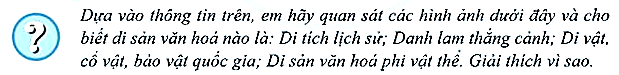 Dựa vào thông tin trên, em hãy quan sát các hình ảnh dưới đây và cho
biết di sản văn hoá nào là: Di tích lịch sử; Danh lam thắng cảnh; Di vật,
cổ vật, bảo vật quốc gia; Di sản văn hoá phi vật thể. Giải thích vì sao.